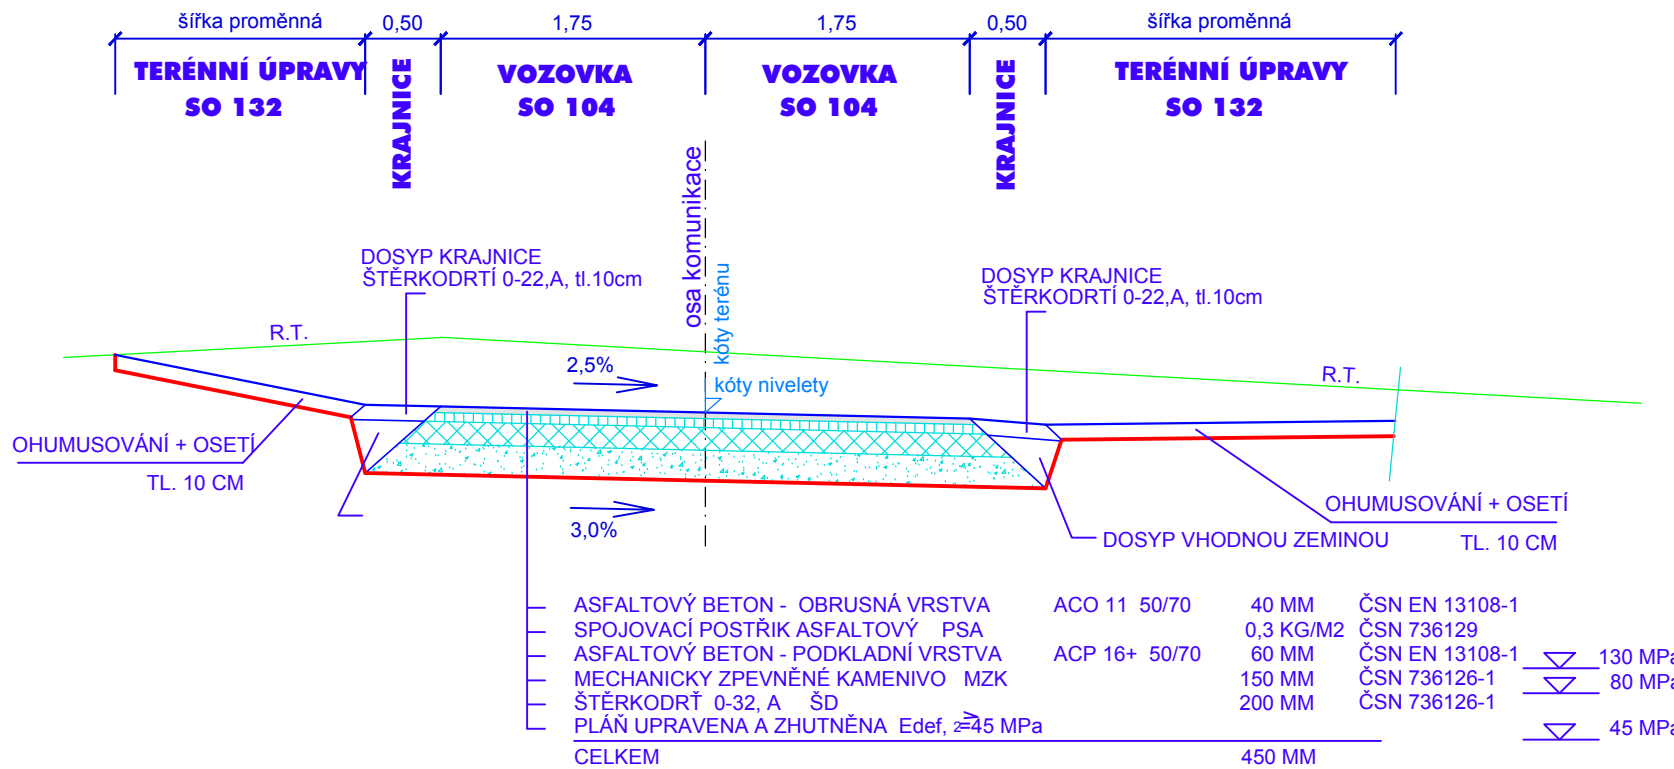 šířka proměnná 0,50 1,75 1,75 0,50 šířka proměnná
TERÉNNÍ ÚPRAVY
SO 132
KRAJNICE
VOZOVKA
SO 104
VOZOVKA
SO 104
KRAJNICE
TERÉNNÍ ÚPRAVY
SO 132
osa komunikace
kóty terénu
kóty nivelety
DOSYP KRAJNICE
ŠTĚRKODRTÍ 0-22,A, tl.10cm
DOSYP KRAJNICE
ŠTĚRKODRTÍ 0-22,A, tl.10cm
R.T.
2,5%
R.T.
OHUMUSOVÁNÍ + OSETÍ
TL. 10 CM
3,0%
OHUMUSOVÁNÍ + OSETÍ
TL. 10 CM
DOSYP VHODNOU ZEMINOU
ASFALTOVÝ BETON - OBRUSNÁ VRSTVA ACO 11 50/70 40 MM ČSN EN 13108-1
SPOJOVACÍ POSTŘIK ASFALTOVÝ PSA 0,3 KG/M2 ČSN 736129
ASFALTOVÝ BETON - PODKLADNÍ VRSTVA ACP 16+ 50/70 60 MM ČSN EN 13108-1 130 MPa
MECHANICKY ZPEVNĚNÉ KAMENIVO MZK 150 MM ČSN 736126-1 80 MPa
ŠTĚRKODRŤ 0-32, A ŠD 200 MM ČSN 736126-1
PLÁŇ UPRAVENA A ZHUTNĚNA Edef, 2≥45 MPa 45 MPa
CELKEM 450 MM